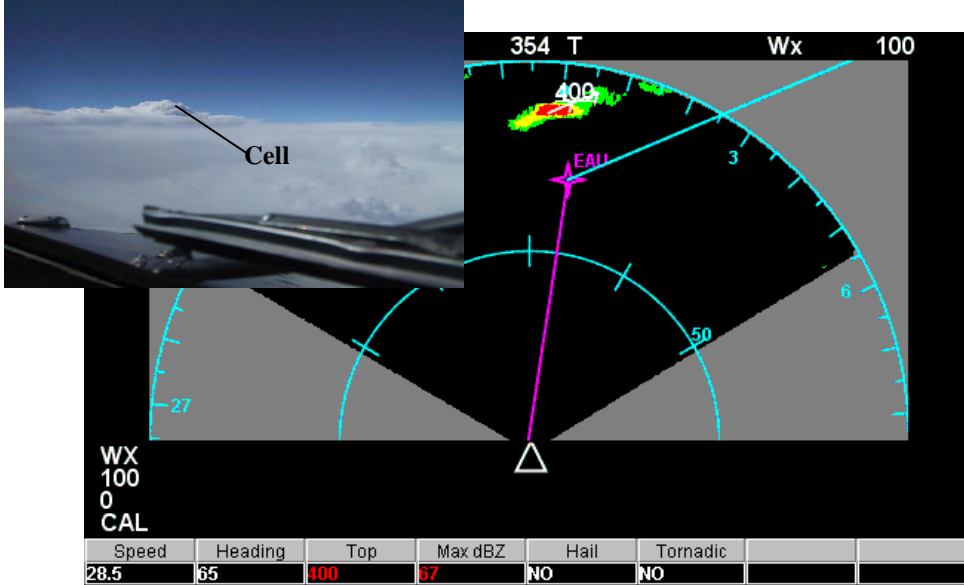 354 T Wx 100
400
EAU
Cell
3
6
50
27
WX
100
0
CAL
Speed Heading Top Max dBZ Hail Tornadic
28.5 65 400 67 NO NO